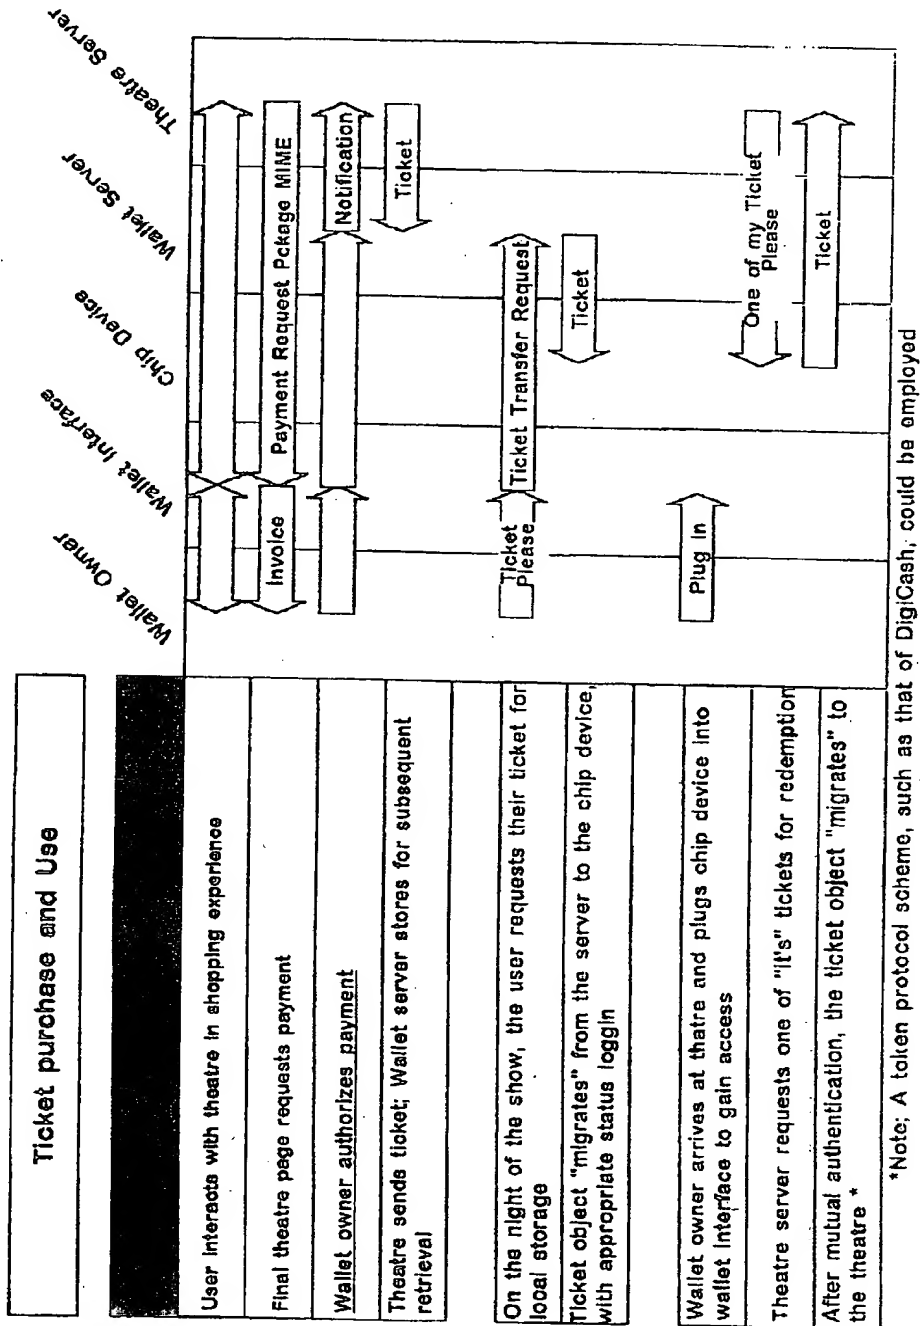 Ticket purchase and Use
Wallet Owner
Wallet Interface
Chip Device
Wallet Server
Theatre Server
User interacts with theatre in shopping experience
Final theatre page requests payment
Invoice
Payment Request Pckage MIME
Wallet owner authorizes payment
Notification
Theatre sends ticket; Wallet server stores for subsequent
retrieval
Ticket
On the night of the show, the user requests their ticket for
local storage
Ticket
Please
Ticket Transfer Request
Ticket object "migrates" from the server to the chip device,
with appropriate status loggin
Ticket
Wallet owner arrives at thatre and plugs chip device into
wallet Interface to gain access
Plug in
Theatre server requests one of "it's" tickets for redemption
One of my Ticket
Please
After mutual authentication, the ticket object "migrates" to
the theatre *
Ticket
*Note; A token protocol scheme, such as that of DigiCash, could be employed